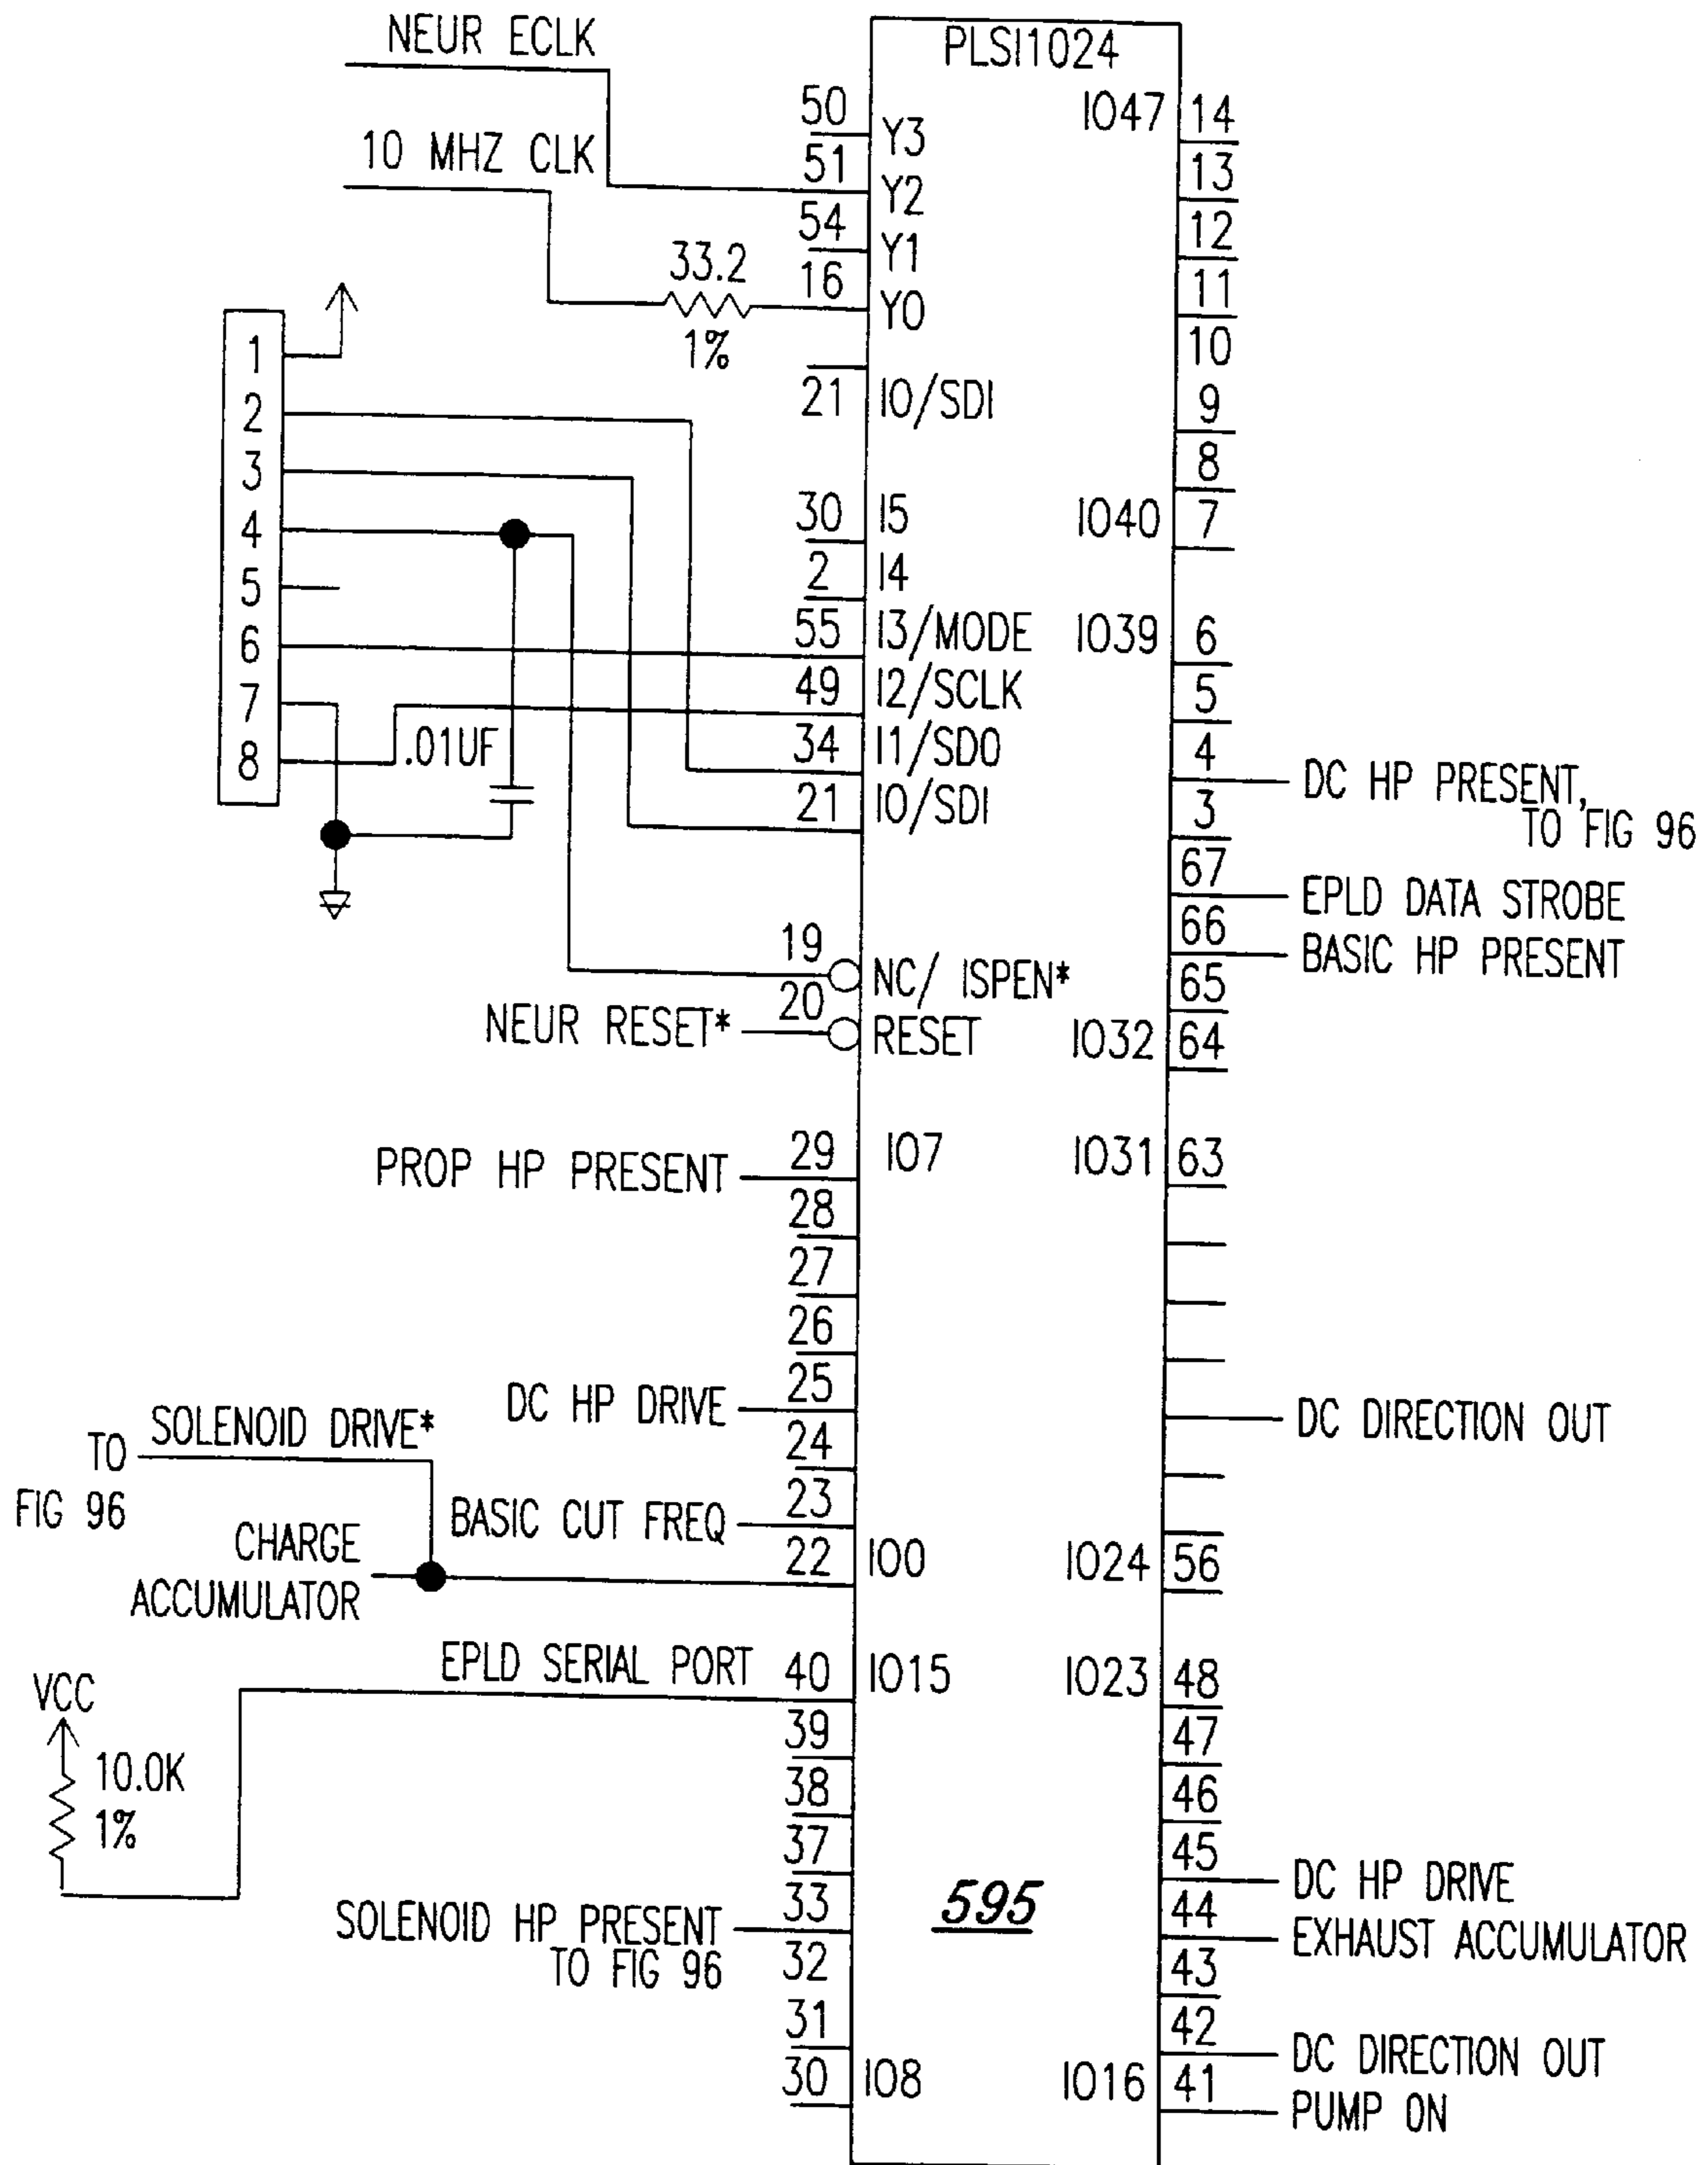 NEUR ECLK
10 MHZ CLK
33.2
1%
1
2
3
4
5
6
7
8
.01UF
NEUR RESET*
PROP HP PRESENT
DC HP DRIVE
SOLENOID DRIVE*
TO
FIG 96
BASIC CUT FREQ
CHARGE
ACCUMULATOR
EPLD SERIAL PORT
VCC
10.0K
1%
SOLENOID HP PRESENT
TO FIG 96
PLSI1024
50 Y3
51 Y2
54 Y1
16 Y0
21 I0/SDI
30 I5
2 I4
55 I3/MODE
49 I2/SCLK
34 I1/SDO
21 I0/SDI
19 NC/ ISPEN*
20 RESET
29 IO7
28
27
26
25
24
23
22 IO0
40 IO15
39
38
37
33
32
31
30 IO8
595
IO47 14
13
12
11
10
9
8
IO40 7
IO39 6
5
4
DC HP PRESENT,
TO FIG 96
3
67
EPLD DATA STROBE
66
BASIC HP PRESENT
65
IO32 64
IO31 63
DC DIRECTION OUT
IO24 56
IO23 48
47
46
45
DC HP DRIVE
44
EXHAUST ACCUMULATOR
43
42
DC DIRECTION OUT
IO16 41
PUMP ON